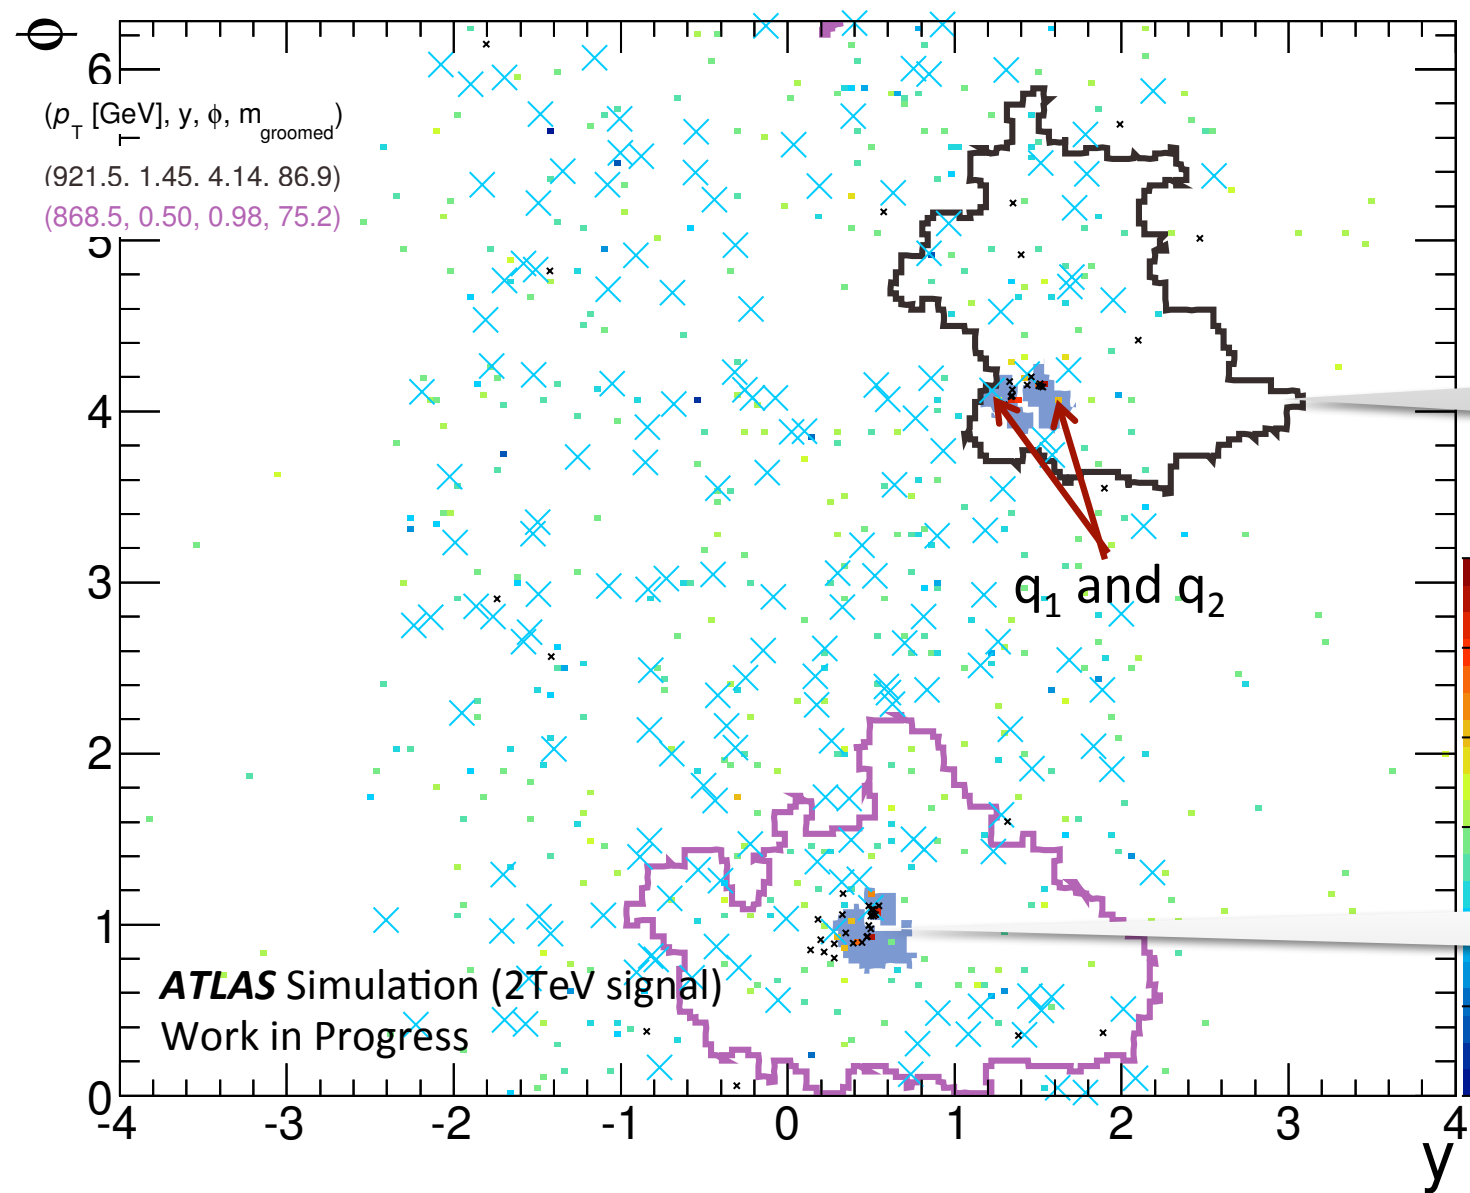 ϕ
(p_T [GeV], y, ϕ, m_groomed)
(921.5. 1.45. 4.14. 86.9)
(868.5, 0.50, 0.98, 75.2)
6
5
4
3
2
1
0
q_1 and q_2
ATLAS Simulation (2TeV signal)
Work in Progress
-4 -3 -2 -1 0 1 2 3 4
y